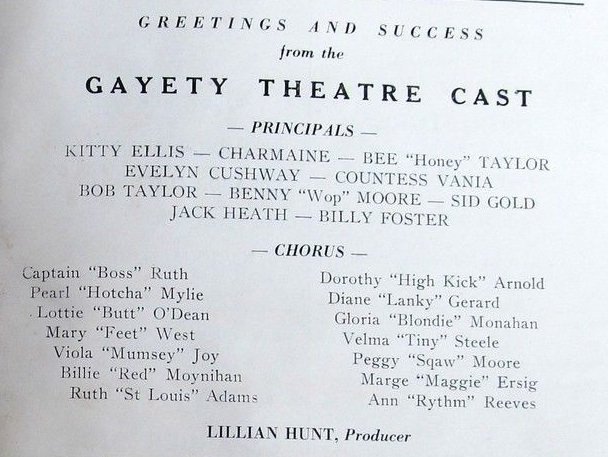 GREETINGS AND SUCCESS
from the
GAYETY THEATRE CAST
— PRINCIPALS —
KITTY ELLIS — CHARMAINE — BEE "Honey" TAYLOR
EVELYN CUSHWAY — COUNTESS VANIA
BOB TAYLOR — BENNY "Wop" MOORE — SID GOLD
JACK HEATH — BILLY FOSTER
— CHORUS —
Captain "Boss" Ruth
Pearl "Hotcha" Mylie
Lottie "Butt" O'Dean
Mary "Feet" West
Viola "Mumsey" Joy
Billie "Red" Moynihan
Ruth "St Louis" Adams
Dorothy "High Kick" Arnold
Diane "Lanky" Gerard
Gloria "Blondie" Monahan
Velma "Tiny" Steele
Peggy "Sqaw" Moore
Marge "Maggie" Ersig
Ann "Rythm" Reeves
LILLIAN HUNT, Producer